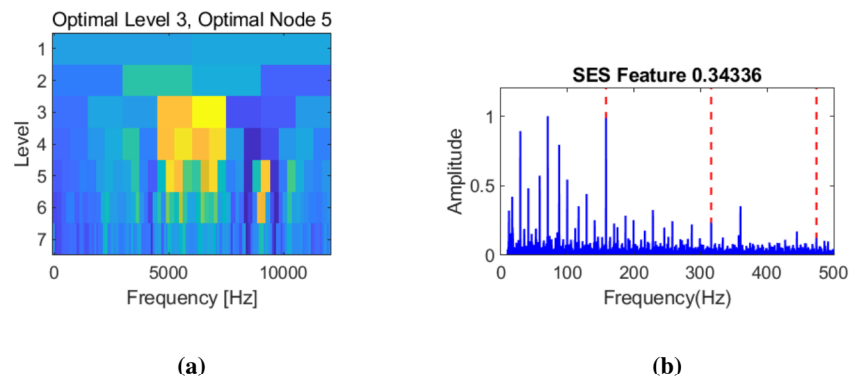 Optimal Level 3, Optimal Node 5
Level
1
2
3
4
5
6
7
0 5000 10000
Frequency [Hz]
(a)
SES Feature 0.34336
Amplitude
1
0.5
0
0 100 200 300 400 500
Frequency(Hz)
(b)